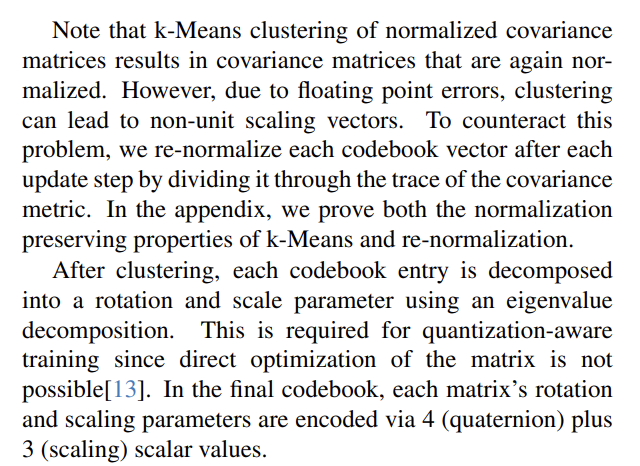 Note that k-Means clustering of normalized covariance
matrices results in covariance matrices that are again nor-
malized. However, due to floating point errors, clustering
can lead to non-unit scaling vectors. To counteract this
problem, we re-normalize each codebook vector after each
update step by dividing it through the trace of the covariance
metric. In the appendix, we prove both the normalization
preserving properties of k-Means and re-normalization.
After clustering, each codebook entry is decomposed
into a rotation and scale parameter using an eigenvalue
decomposition. This is required for quantization-aware
training since direct optimization of the matrix is not
possible[13]. In the final codebook, each matrix's rotation
and scaling parameters are encoded via 4 (quaternion) plus
3 (scaling) scalar values.